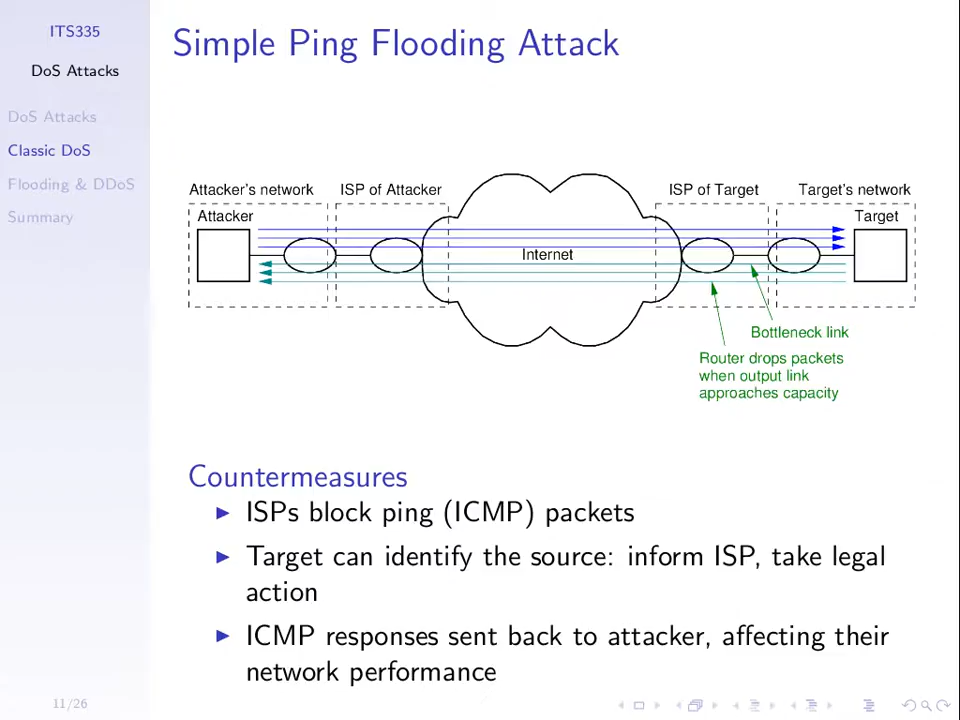 ITS335
DoS Attacks
DoS Attacks
Classic DoS
Flooding & DDoS
Summary
Simple Ping Flooding Attack
Attacker's network
ISP of Attacker
ISP of Target
Target's network
Attacker
Target
Internet
Bottleneck link
Router drops packets
when output link
approaches capacity
Countermeasures
ISPs block ping (ICMP) packets
Target can identify the source: inform ISP, take legal
action
ICMP responses sent back to attacker, affecting their
network performance
11/26